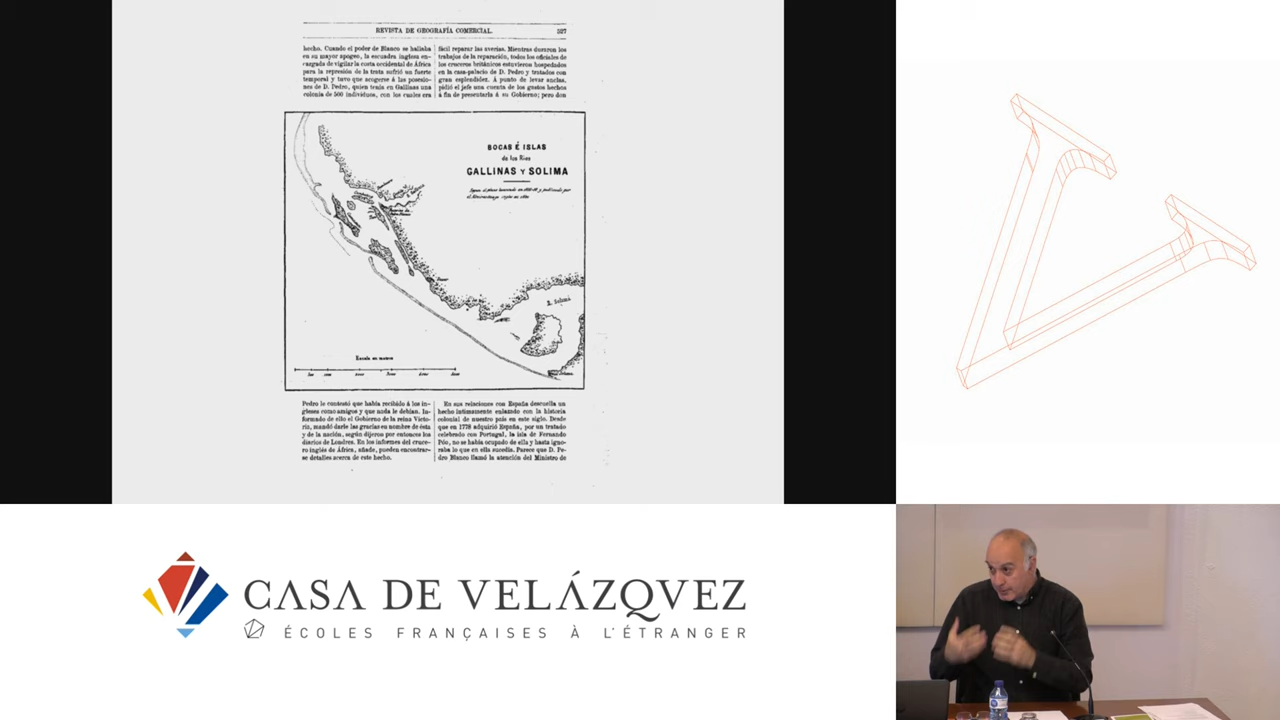 REVISTA DE GEOGRAFÍA COMERCIAL. 327
hecho. Cuando el poder de Blanco se hallaba
en su mayor apogeo, la escuadra inglesa en-
cargada de vigilar la costa occidental de África
para la represión de la trata sufrió un fuerte
temporal y tuvo que acogerse á las posesio-
nes de D. Pedro, quien tenía en Gallinas una
colonia de 500 individuos, con los cuales era
fácil reparar las averías. Mientras duraron los
trabajos de la reparación, todos los oficiales de
los cruceros británicos estuvieron hospedados
en la casa-palacio de D. Pedro y tratados con
gran esplendidez. Á punto de levar anclas,
pidió el jefe una cuenta de los gastos hechos
á fin de presentarla á su Gobierno; pero don
BOCAS É ISLAS
de los Ríos
GALLINAS Y SOLIMA
Escala en metros
Pedro le contestó que había recibido á los in-
gleses como amigos y que nada le debían. In-
formado de ello el Gobierno de la reina Victo-
ria, mandó darle las gracias en nombre de ésta
y de la nación, según dijeron por entonces los
diarios de Londres. En los informes del cruce-
ro inglés de África, añade, pueden encontrar-
se detalles acerca de este hecho.
En sus relaciones con España descuella un
hecho íntimamente enlazado con la historia
colonial de nuestro país en este siglo. Desde
que en 1778 adquirió España, por un tratado
celebrado con Portugal, la isla de Fernando
Póo, no se había ocupado de ella y hasta igno-
raba lo que en ella sucedía. Parece que D. Pe-
dro Blanco llamó la atención del Ministro de
CASA DE VELÁZQVEZ
ÉCOLES FRANÇAISES À L'ÉTRANGER